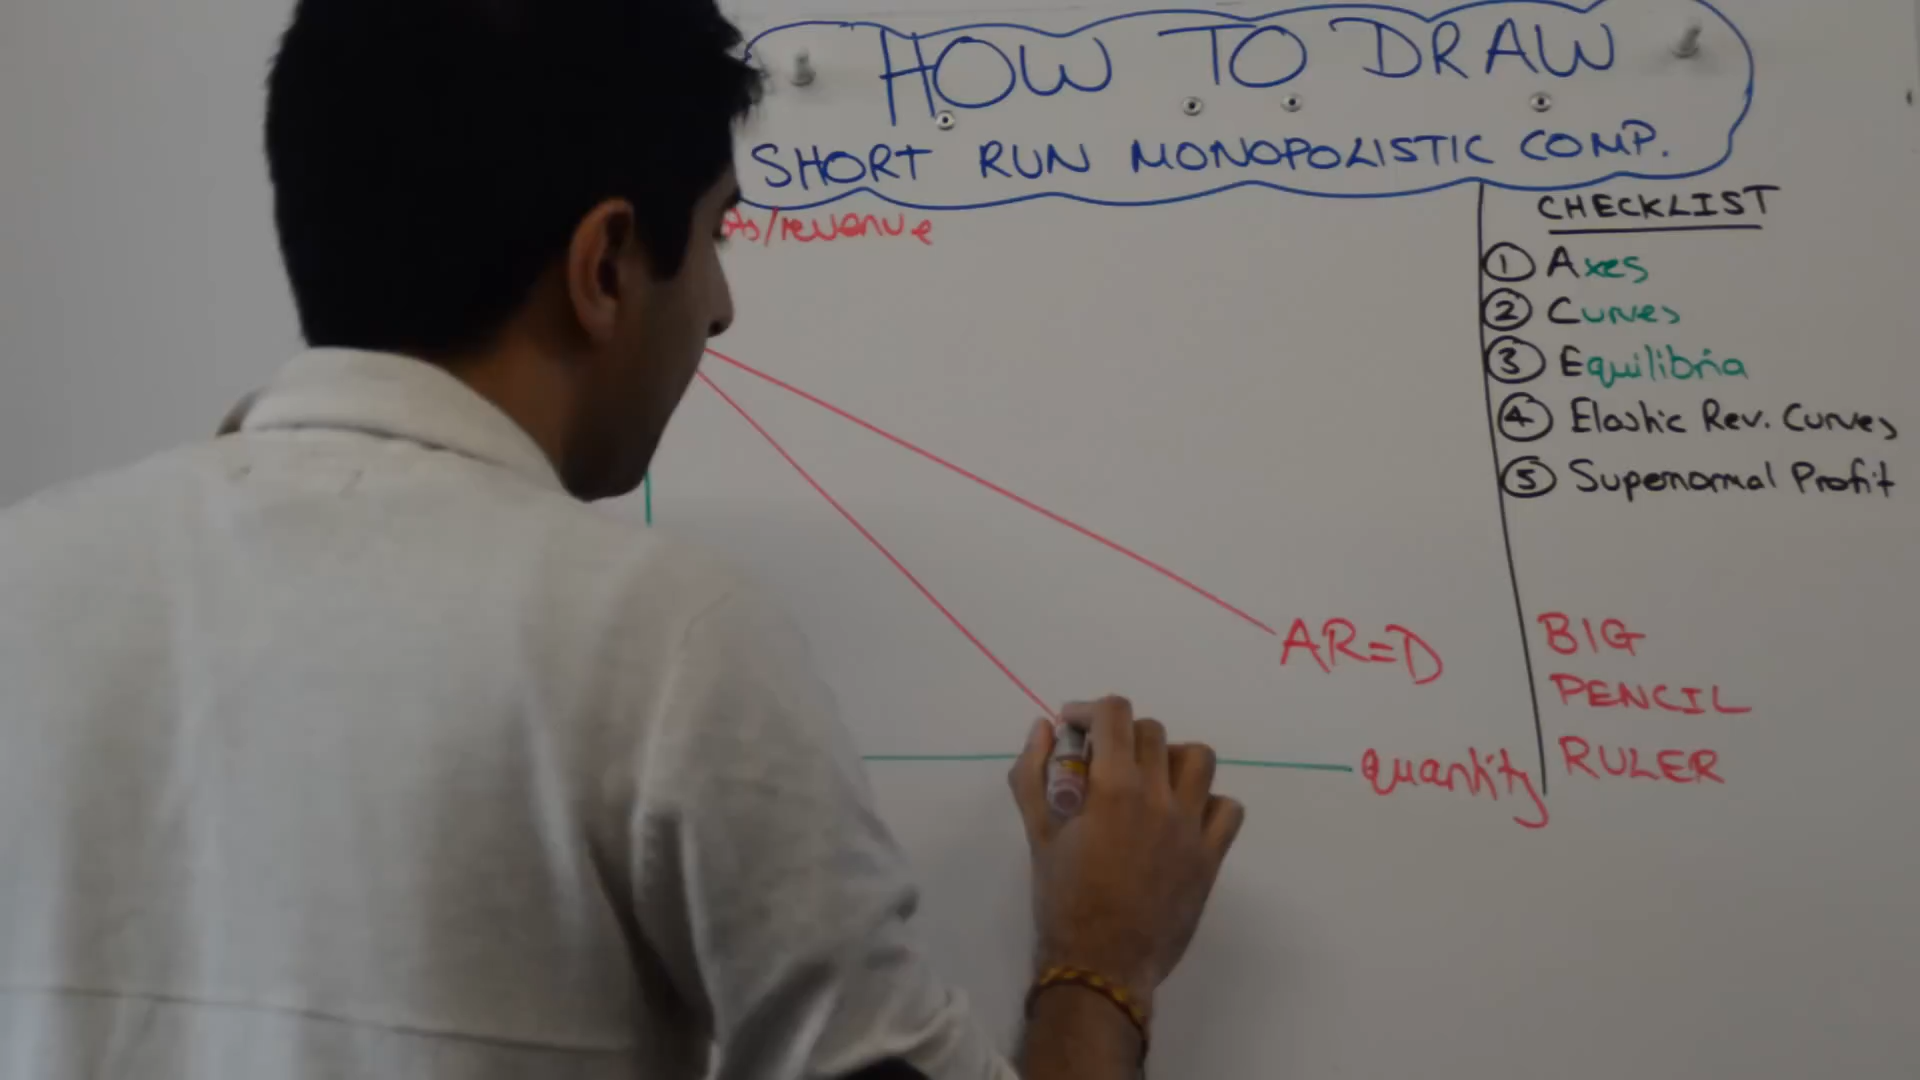 HOW TO DRAW
SHORT RUN MONOPOLISTIC COMP.
/revenue
CHECKLIST
1 Axes
2 Curves
3 Equilibria
4 Elastic Rev. Curves
5 Supernormal Profit
AR=D
quantity
BIG
PENCIL
RULER